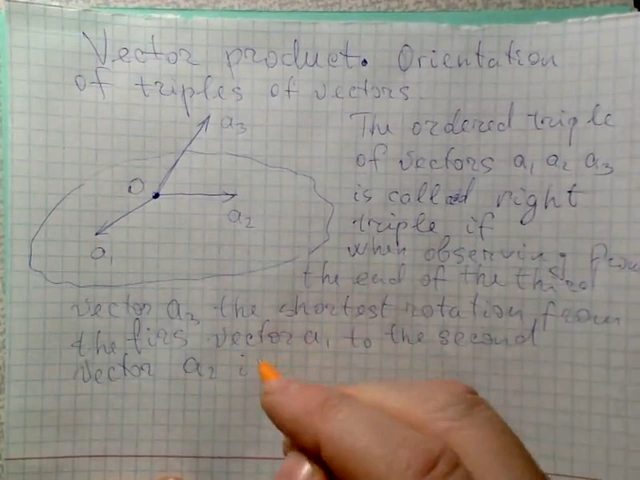 Vector product. Orientation
of triples of vectors
a3
O
a2
a1
The ordered triple
of vectors a1 a2 a3
is called right
triple if
when observing from
the end of the third
vector a3 the shortest rotation from
the firs vector a1 to the second
vector a2 i